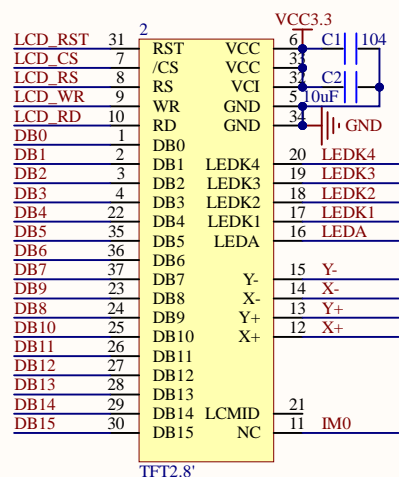 2
VCC3.3
LCD_RST 31 RST VCC 6 C1 104
LCD_CS 7 /CS VCC 33
LCD_RS 8 RS VCI 32 C2
LCD_WR 9 WR GND 5 10uF
LCD_RD 10 RD GND 34 GND
DB0 1 DB0
DB1 2 DB1 LEDK4 20 LEDK4
DB2 3 DB2 LEDK3 19 LEDK3
DB3 4 DB3 LEDK2 18 LEDK2
DB4 22 DB4 LEDK1 17 LEDK1
DB5 35 DB5 LEDA 16 LEDA
DB6 36 DB6
DB7 37 DB7 Y- 15 Y-
DB9 23 DB8 X- 14 X-
DB8 24 DB9 Y+ 13 Y+
DB10 25 DB10 X+ 12 X+
DB11 26 DB11
DB12 27 DB12
DB13 28 DB13
DB14 29 DB14 LCMID 21
DB15 30 DB15 NC 11 IM0
TFT2.8'